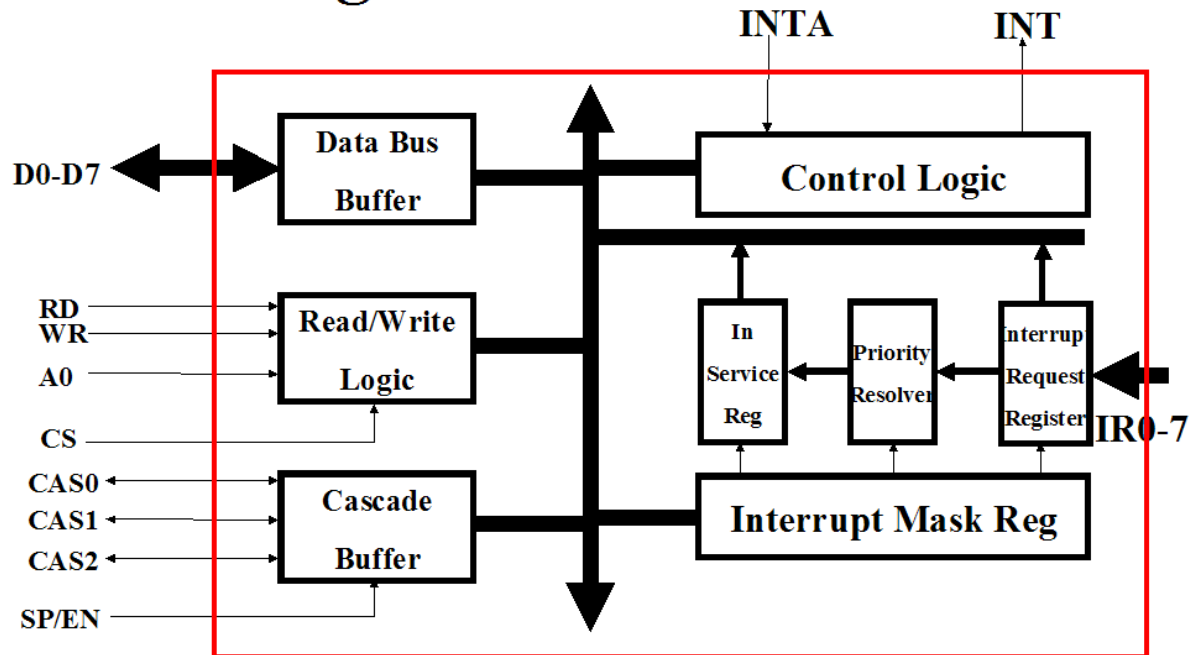 INTA
INT
Data Bus
Buffer
D0-D7
Control Logic
RD
WR
A0
CS
Read/Write
Logic
In
Service
Reg
Priority
Resolver
Interrup
Request
Register
IR0-7
CAS0
CAS1
CAS2
SP/EN
Cascade
Buffer
Interrupt Mask Reg